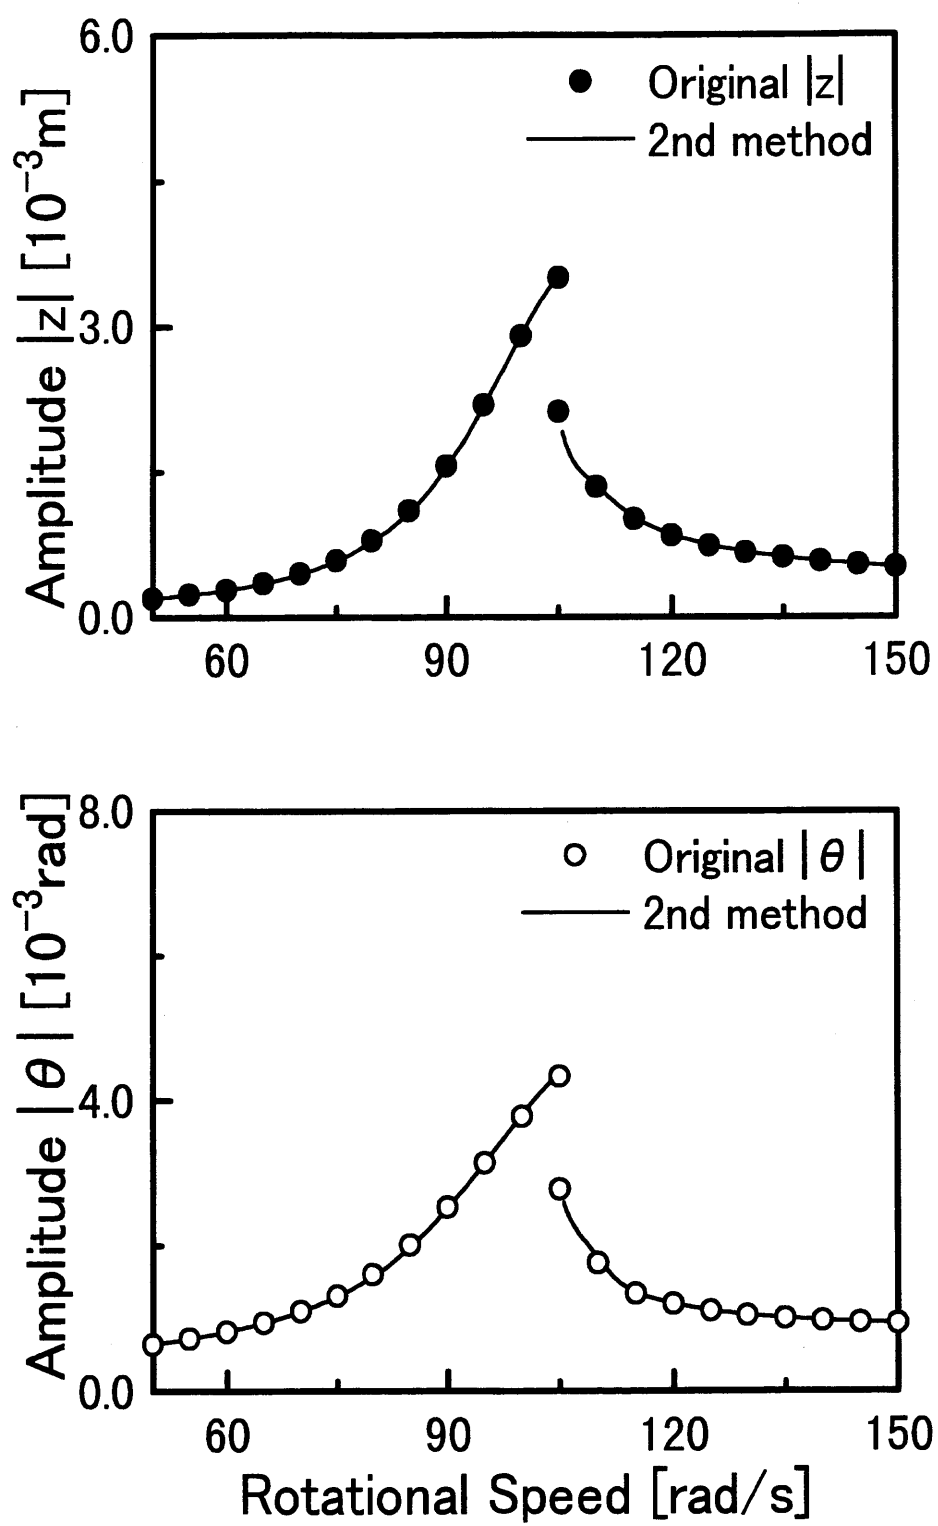 6.0
Original |z|
2nd method
Amplitude |z| [10⁻³m]
3.0
0.0
60 90 120 150
8.0
Original |θ|
2nd method
Amplitude |θ| [10⁻³rad]
4.0
0.0
60 90 120 150
Rotational Speed [rad/s]